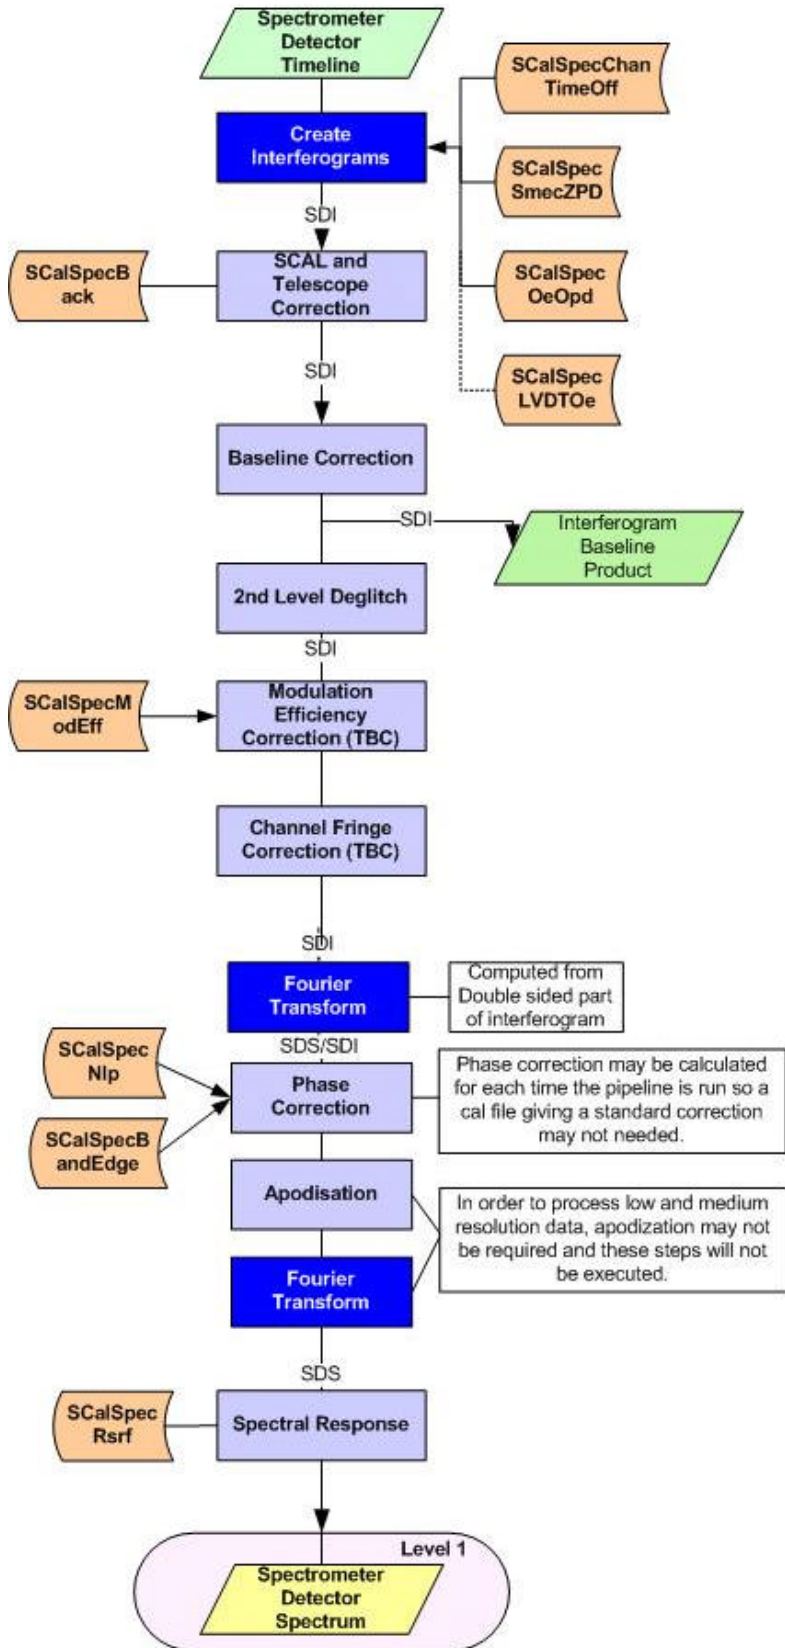 Spectrometer
Detector
Timeline
SCalSpecChan
TimeOff
Create
Interferograms
SCalSpec
SmecZPD
SDI
SCalSpecB
ack
SCAL and
Telescope
Correction
SCalSpec
OeOpd
SDI
SCalSpec
LVDTOe
Baseline Correction
SDI
Interferogram
Baseline
Product
2nd Level Deglitch
SDI
SCalSpecM
odEff
Modulation
Efficiency
Correction (TBC)
Channel Fringe
Correction (TBC)
SDI
Fourier
Transform
Computed from
Double sided part
of interferogram
SDS/SDI
SCalSpec
Nlp
Phase
Correction
Phase correction may be calculated
for each time the pipeline is run so a
cal file giving a standard correction
may not needed.
SCalSpecB
andEdge
Apodisation
In order to process low and medium
resolution data, apodization may not
be required and these steps will not
be executed.
Fourier
Transform
SDS
SCalSpec
Rsrf
Spectral Response
Level 1
Spectrometer
Detector
Spectrum